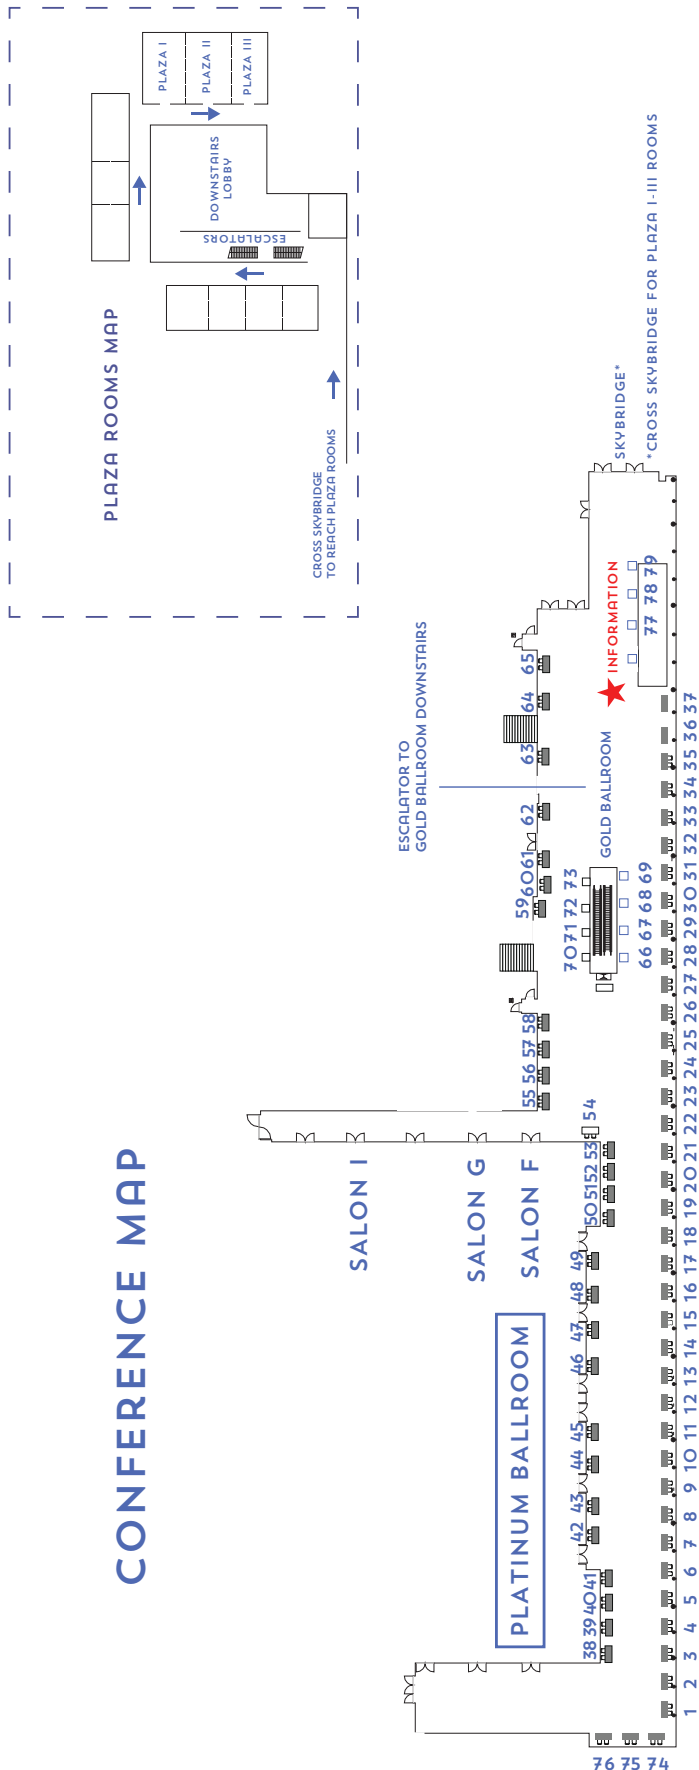 CONFERENCE MAP
PLAZA ROOMS MAP
PLAZA I
PLAZA II
PLAZA III
DOWNSTAIRS
LOBBY
ESCALATORS
CROSS SKYBRIDGE
TO REACH PLAZA ROOMS
SKYBRIDGE*
*CROSS SKYBRIDGE FOR PLAZA I-III ROOMS
INFORMATION
ESCALATOR TO
GOLD BALLROOM DOWNSTAIRS
GOLD BALLROOM
SALON I
SALON G
SALON F
PLATINUM BALLROOM
38 39 40 41 42 43 44 45 46 47 48 49 50 51 52 53
54
55 56 57 58
59 60 61 62 63 64 65
70 71 72 73
66 67 68 69
77 78 79
1 2 3 4 5 6 7 8 9 10 11 12 13 14 15 16 17 18 19 20 21 22 23 24 25 26 27 28 29 30 31 32 33 34 35 36 37
76 75 74